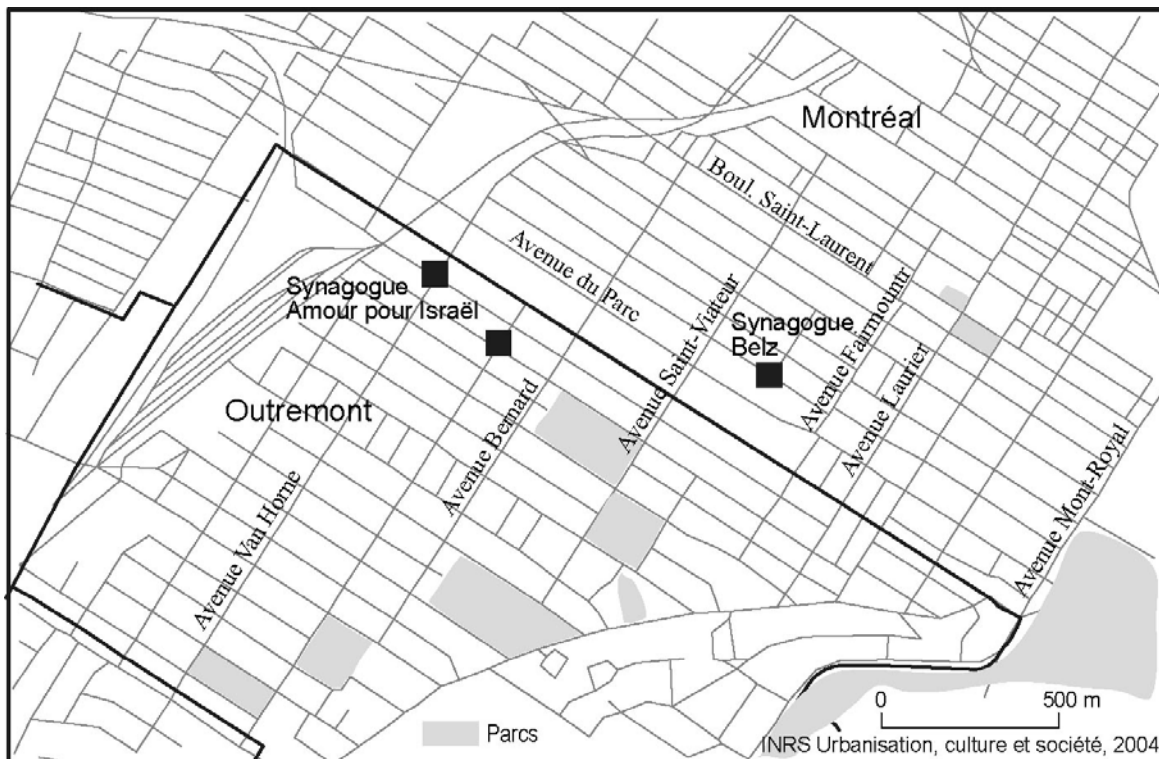 Montréal
Boul. Saint-Laurent
Avenue du Parc
Synagogue
Amour pour Israël
Synagogue
Belz
Avenue Saint-Viateur
Avenue Fairmountr
Avenue Laurier
Outremont
Avenue Bernard
Avenue Van Horne
Avenue Mont-Royal
0 500 m
Parcs
INRS Urbanisation, culture et société, 2004